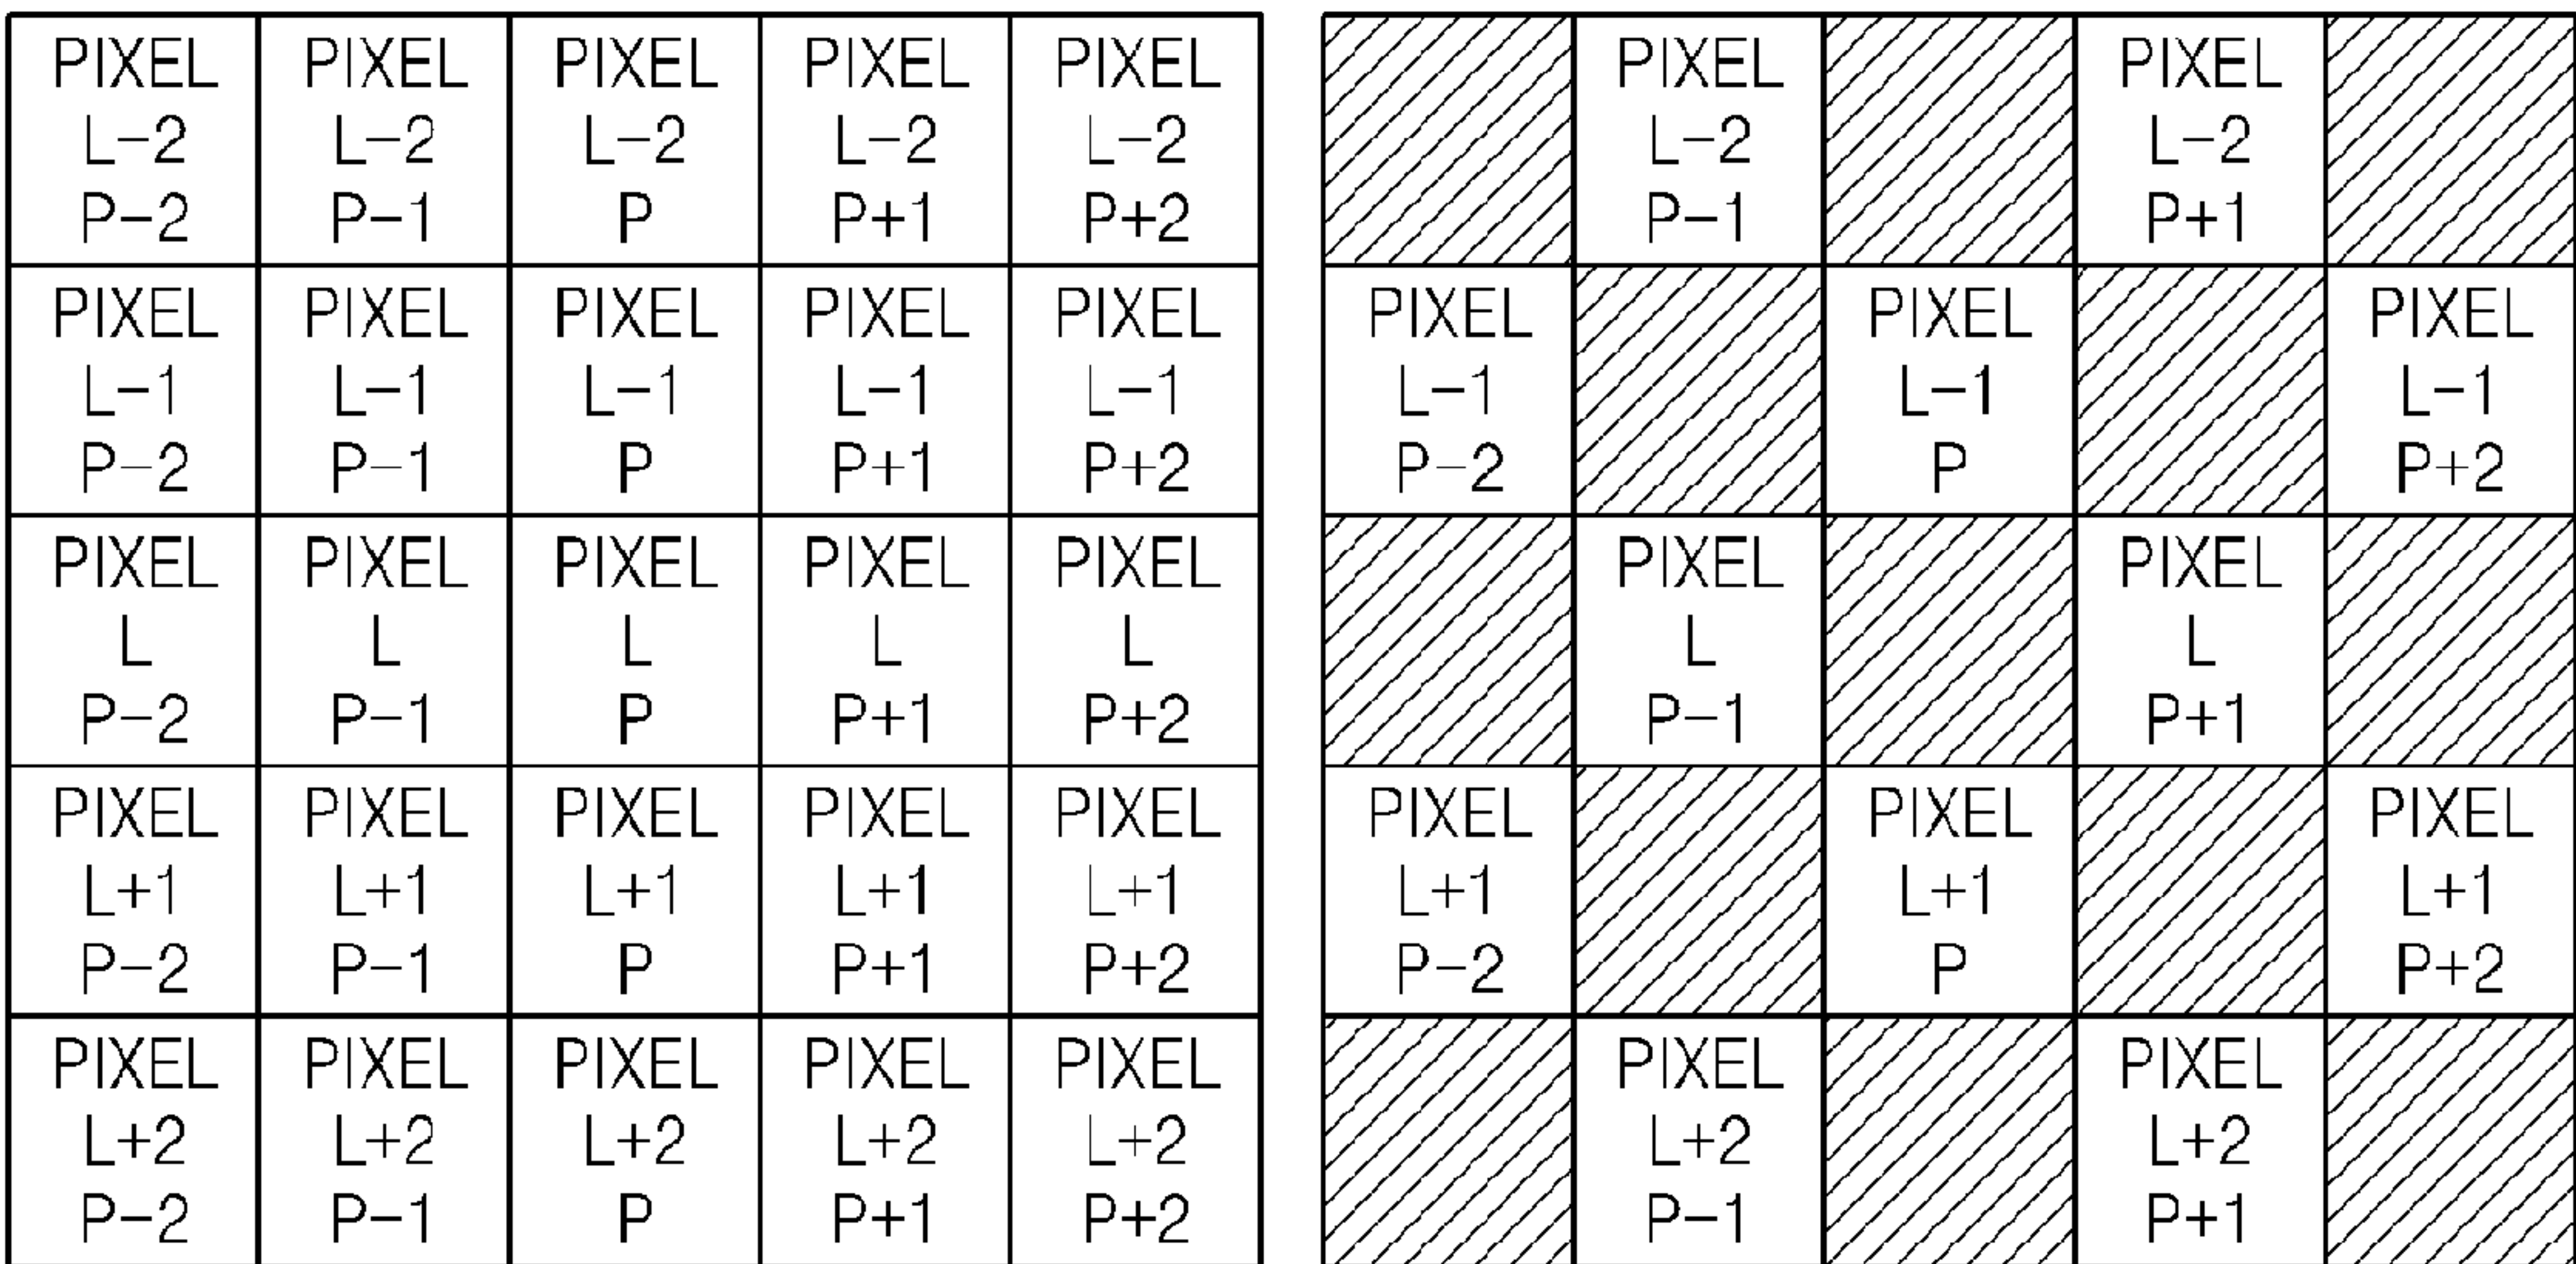 PIXEL PIXEL PIXEL PIXEL PIXEL
L-2 L-2 L-2 L-2 L-2
P-2 P-1 P P+1 P+2
PIXEL PIXEL PIXEL PIXEL PIXEL
L-1 L-1 L-1 L-1 L-1
P-2 P-1 P P+1 P+2
PIXEL PIXEL PIXEL PIXEL PIXEL
L L L L L
P-2 P-1 P P+1 P+2
PIXEL PIXEL PIXEL PIXEL PIXEL
L+1 L+1 L+1 L+1 L+1
P-2 P-1 P P+1 P+2
PIXEL PIXEL PIXEL PIXEL PIXEL
L+2 L+2 L+2 L+2 L+2
P-2 P-1 P P+1 P+2
PIXEL PIXEL
L-2 L-2
P-1 P+1
PIXEL PIXEL PIXEL
L-1 L-1 L-1
P-2 P P+2
PIXEL PIXEL
L L
P-1 P+1
PIXEL PIXEL PIXEL
L+1 L+1 L+1
P-2 P P+2
PIXEL PIXEL
L+2 L+2
P-1 P+1